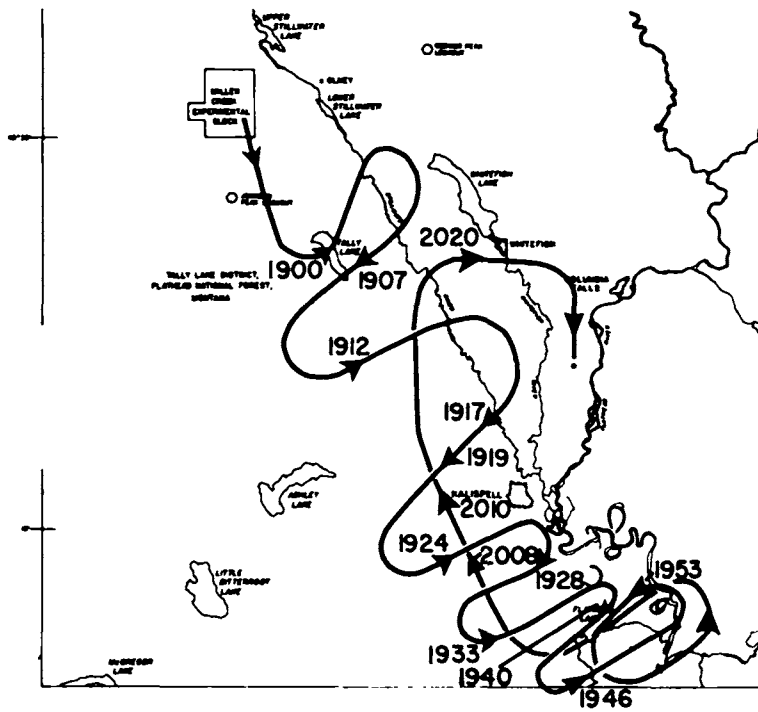 UPPER
STILLWATER
LAKE
OLNEY
LOWER
STILLWATER
LAKE
MILLER
CREEK
EXPERIMENTAL
BLOCK
LOOKOUT
WHITEFISH
LAKE
TALLY
LAKE
1900
1907
2020
WHITEFISH
COLUMBIA
FALLS
TALLY LAKE DISTRICT,
FLATHEAD NATIONAL FOREST,
MONTANA
1912
1917
1919
ASHLEY
LAKE
KALISPELL
2010
1924
2008
1928
1953
LITTLE
BITTERROOT
LAKE
1933
1940
1946
McGREGOR
LAKE